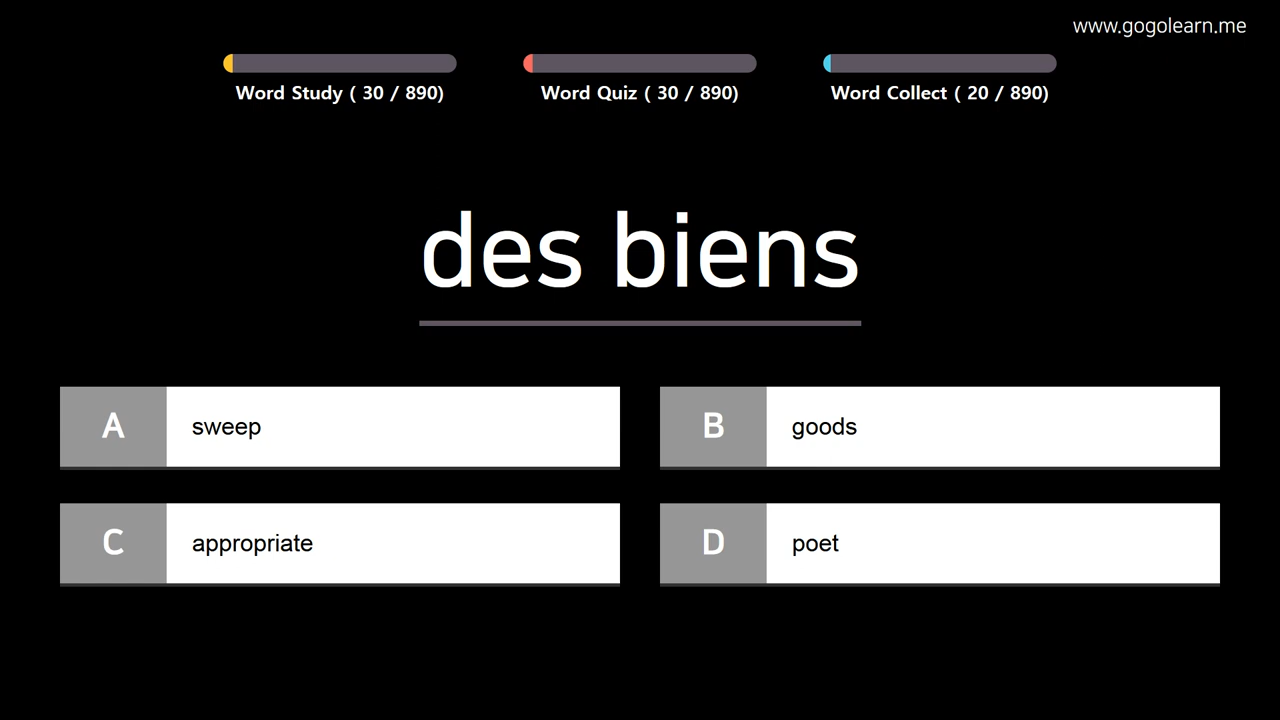 www.gogolearn.me
Word Study ( 30 / 890)
Word Quiz ( 30 / 890)
Word Collect ( 20 / 890)
des biens
A sweep
B goods
C appropriate
D poet